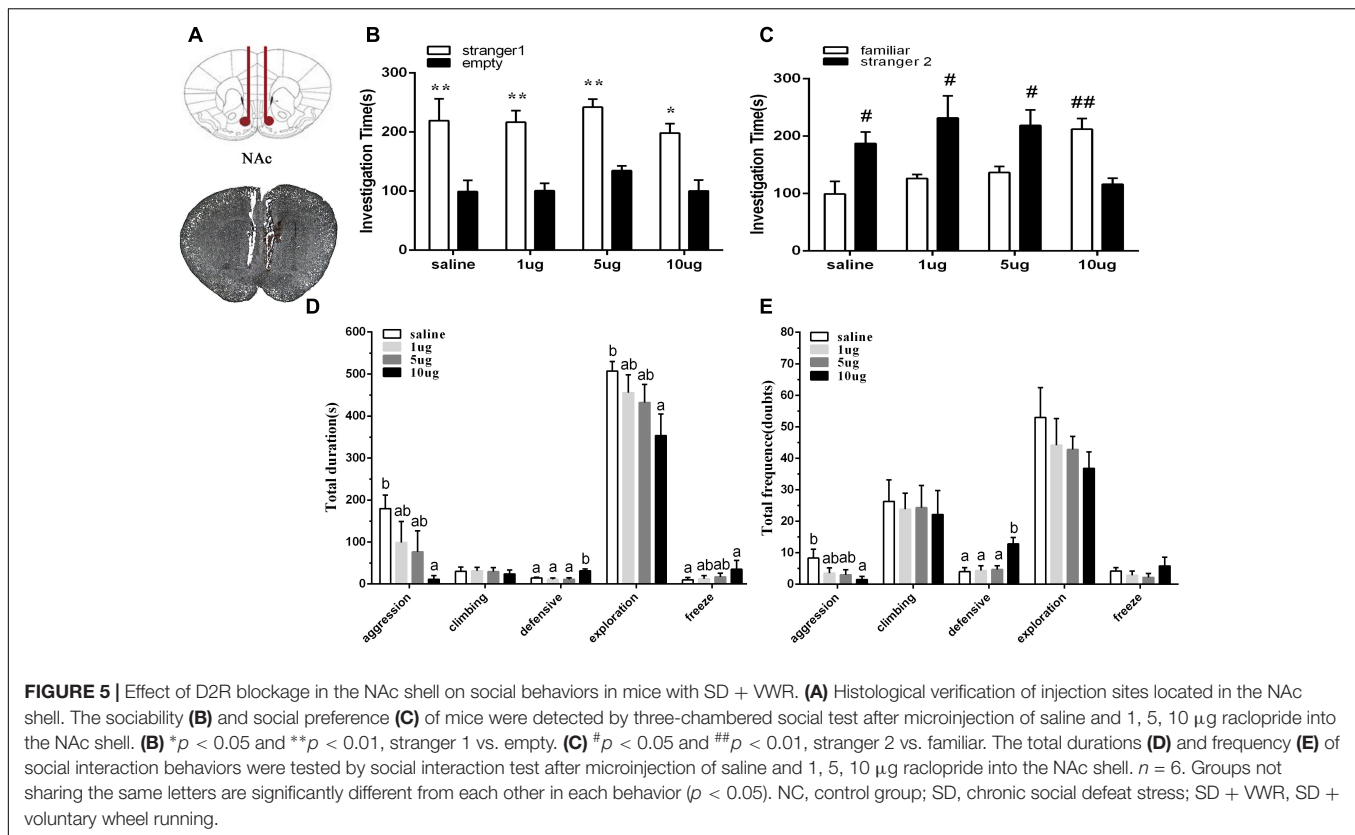 A
NAc
B
stranger1
empty
Investigation Time(s)
300
200
100
0
**
**
**
*
saline
1ug
5ug
10ug
C
familiar
stranger 2
Investigation Time(s)
300
200
100
0
#
#
#
##
saline
1ug
5ug
10ug
D
saline
1ug
5ug
10ug
Total duration(s)
600
500
400
300
200
100
0
b
ab
ab
a
a
a
a
b
b
ab
ab
a
a
abab
a
aggression
climbing
defensive
exploration
freeze
E
saline
1ug
5ug
10ug
Total frequence(doubts)
80
70
60
50
40
30
20
10
0
b
abab
a
a
a
a
b
aggression
climbing
defensive
exploration
freeze
FIGURE 5 | Effect of D2R blockage in the NAc shell on social behaviors in mice with SD + VWR. (A) Histological verification of injection sites located in the NAc
shell. The sociability (B) and social preference (C) of mice were detected by three-chambered social test after microinjection of saline and 1, 5, 10 μg raclopride into
the NAc shell. (B) *p < 0.05 and **p < 0.01, stranger 1 vs. empty. (C) #p < 0.05 and ##p < 0.01, stranger 2 vs. familiar. The total durations (D) and frequency (E) of
social interaction behaviors were tested by social interaction test after microinjection of saline and 1, 5, 10 μg raclopride into the NAc shell. n = 6. Groups not
sharing the same letters are significantly different from each other in each behavior (p < 0.05). NC, control group; SD, chronic social defeat stress; SD + VWR, SD +
voluntary wheel running.